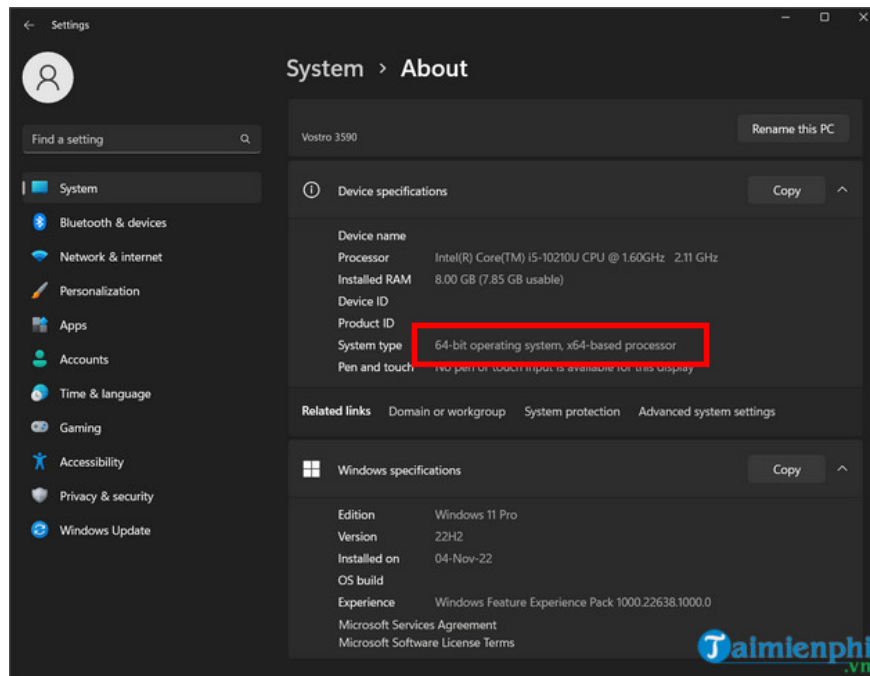 Settings
System > About
Find a setting
Vostro 3590
Rename this PC
System
Bluetooth & devices
Network & internet
Personalization
Apps
Accounts
Time & language
Gaming
Accessibility
Privacy & security
Windows Update
Device specifications
Copy
Device name
Processor Intel(R) Core(TM) i5-10210U CPU @ 1.60GHz 2.11 GHz
Installed RAM 8.00 GB (7.85 GB usable)
Device ID
Product ID
System type 64-bit operating system, x64-based processor
Pen and touch No pen or touch input is available for this display
Related links Domain or workgroup System protection Advanced system settings
Windows specifications
Copy
Edition Windows 11 Pro
Version 22H2
Installed on 04-Nov-22
OS build
Experience Windows Feature Experience Pack 1000.22638.1000.0
Microsoft Services Agreement
Microsoft Software License Terms
Taimienphi
.vn